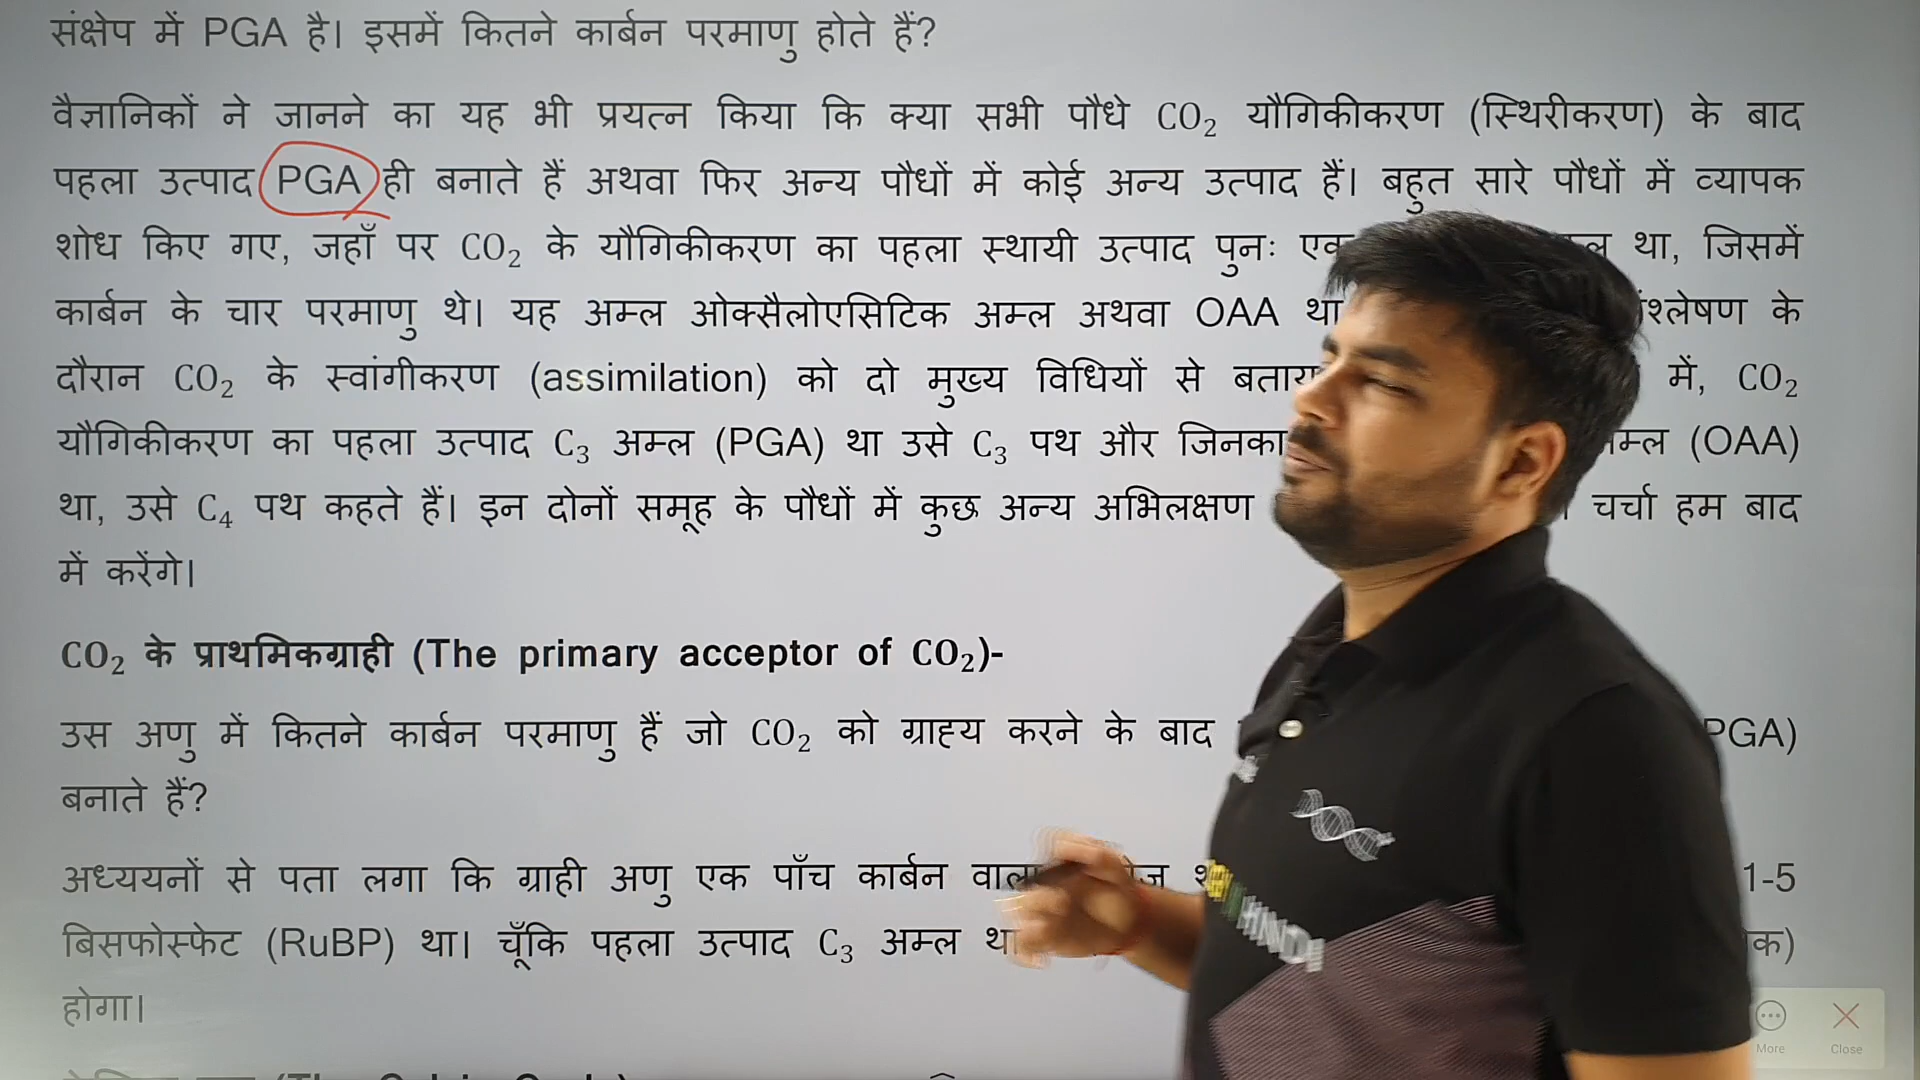 संक्षेप में PGA है। इसमें कितने कार्बन परमाणु होते हैं?
वैज्ञानिकों ने जानने का यह भी प्रयत्न किया कि क्या सभी पौधे CO₂ यौगिकीकरण (स्थिरीकरण) के बाद
पहला उत्पाद PGA ही बनाते हैं अथवा फिर अन्य पौधों में कोई अन्य उत्पाद हैं। बहुत सारे पौधों में व्यापक
शोध किए गए, जहाँ पर CO₂ के यौगिकीकरण का पहला स्थायी उत्पाद पुनः था, जिसमें
कार्बन के चार परमाणु थे। यह अम्ल ओक्सैलोएसिटिक अम्ल अथवा OAA के
दौरान CO₂ के स्वांगीकरण (assimilation) को दो मुख्य विधियों से में, CO₂
यौगिकीकरण का पहला उत्पाद C₃ अम्ल (PGA) था उसे C₃ पथ और जिनका (OAA)
था, उसे C₄ पथ कहते हैं। इन दोनों समूह के पौधों में कुछ अन्य अभिलक्षण चर्चा हम बाद
में करेंगे।
CO₂ के प्राथमिकग्राही (The primary acceptor of CO₂)-
उस अणु में कितने कार्बन परमाणु हैं जो CO₂ को ग्राह्य करने के बाद PGA)
बनाते हैं?
अध्ययनों से पता लगा कि ग्राही अणु एक पाँच कार्बन 1-5
बिसफोस्फेट (RuBP) था। चूँकि पहला उत्पाद C₃ अम्ल
होगा।
More Close